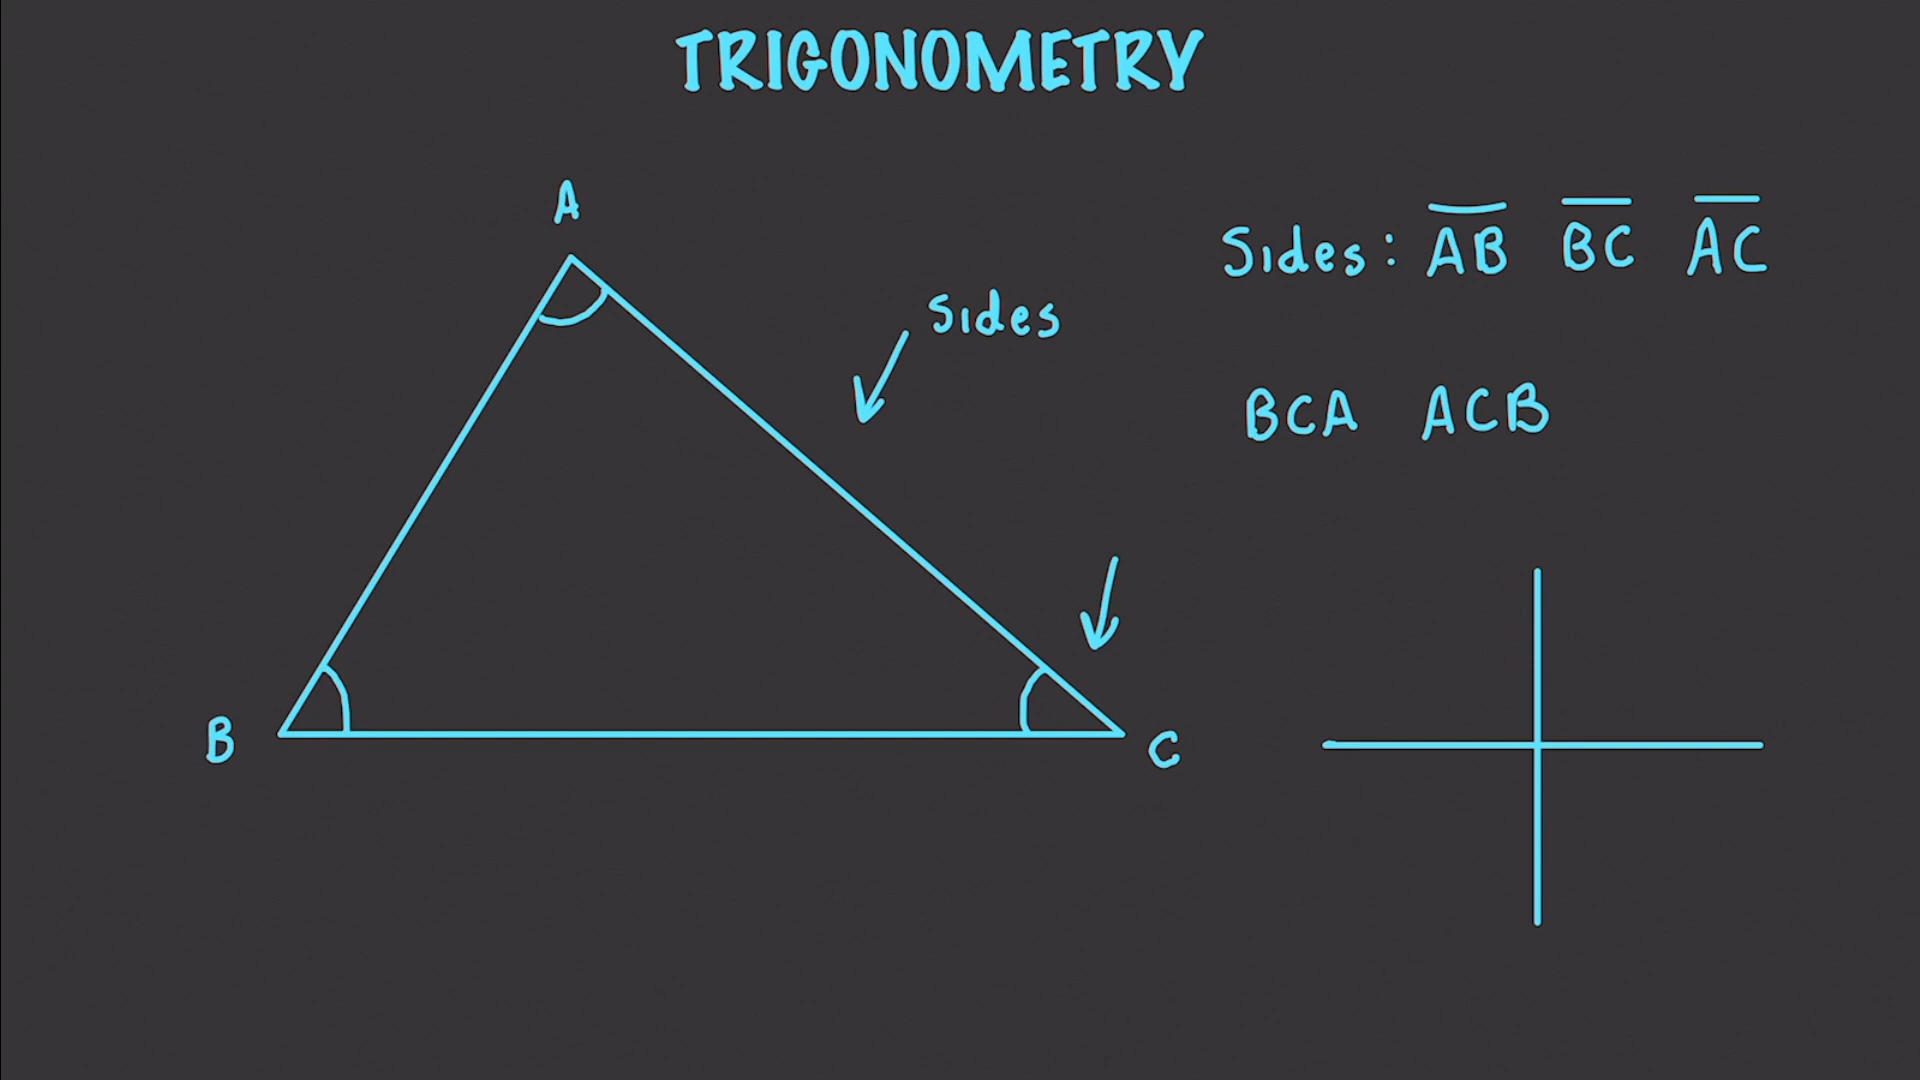 TRIGONOMETRY
A
Sides
Sides: AB BC AC
BCA ACB
B
C